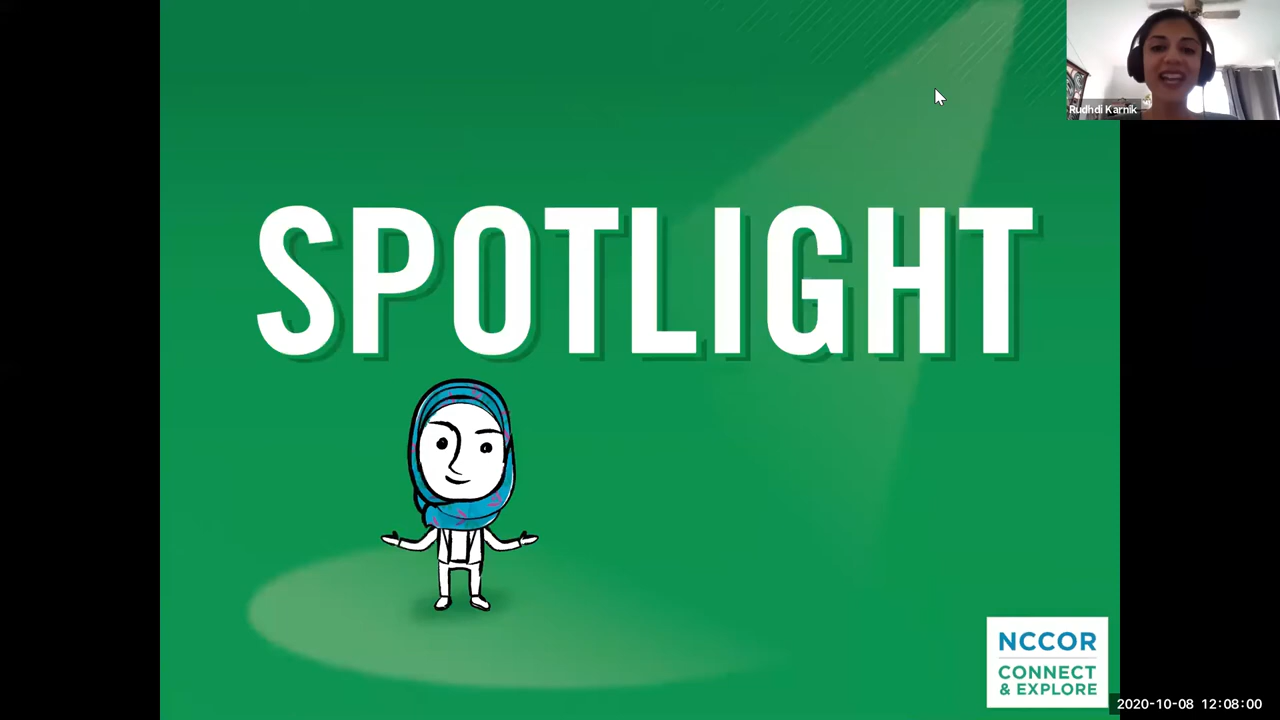 Rudhdi Karnik
SPOTLIGHT
NCCOR
CONNECT
& EXPLORE
2020-10-08 12:08:00